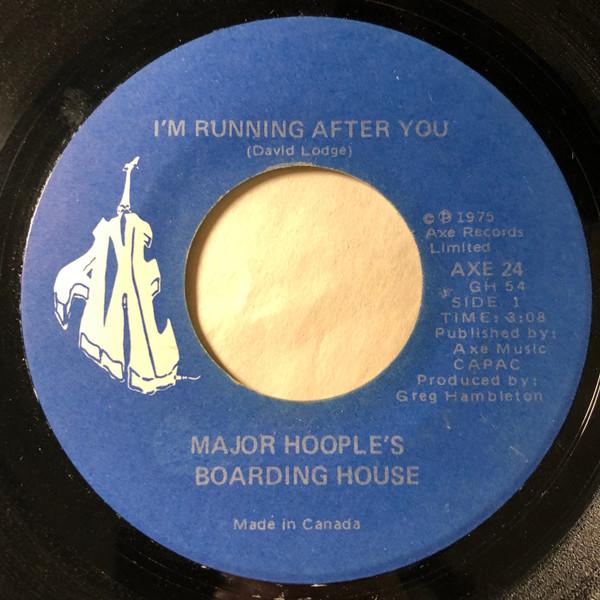 I'M RUNNING AFTER YOU
(David Lodge)
AXE
© ℗ 1975
Axe Records
Limited
AXE 24
GH 54
SIDE 1
TIME: 3:08
Published by:
Axe Music
CAPAC
Produced by:
Greg Hambleton
MAJOR HOOPLE'S
BOARDING HOUSE
Made in Canada